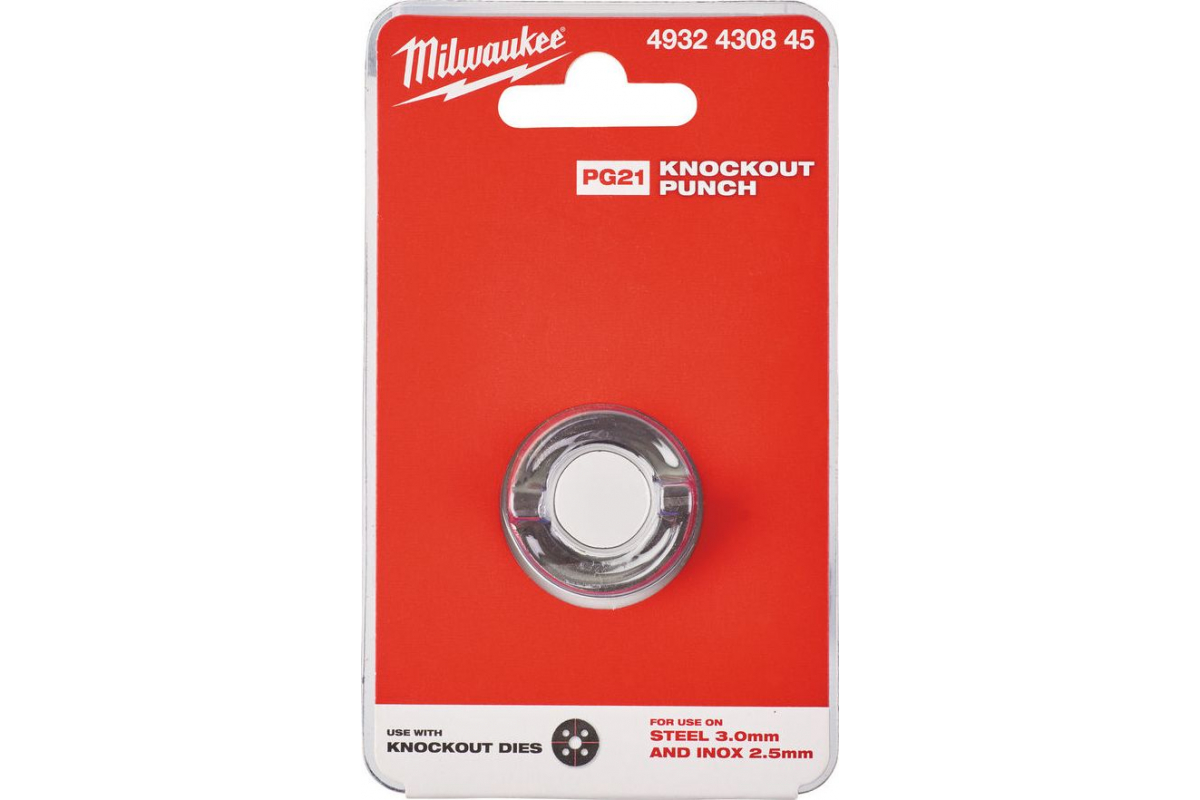 Milwaukee®
4932 4308 45
PG21
KNOCKOUT
PUNCH
USE WITH
KNOCKOUT DIES
FOR USE ON
STEEL 3.0mm
AND INOX 2.5mm